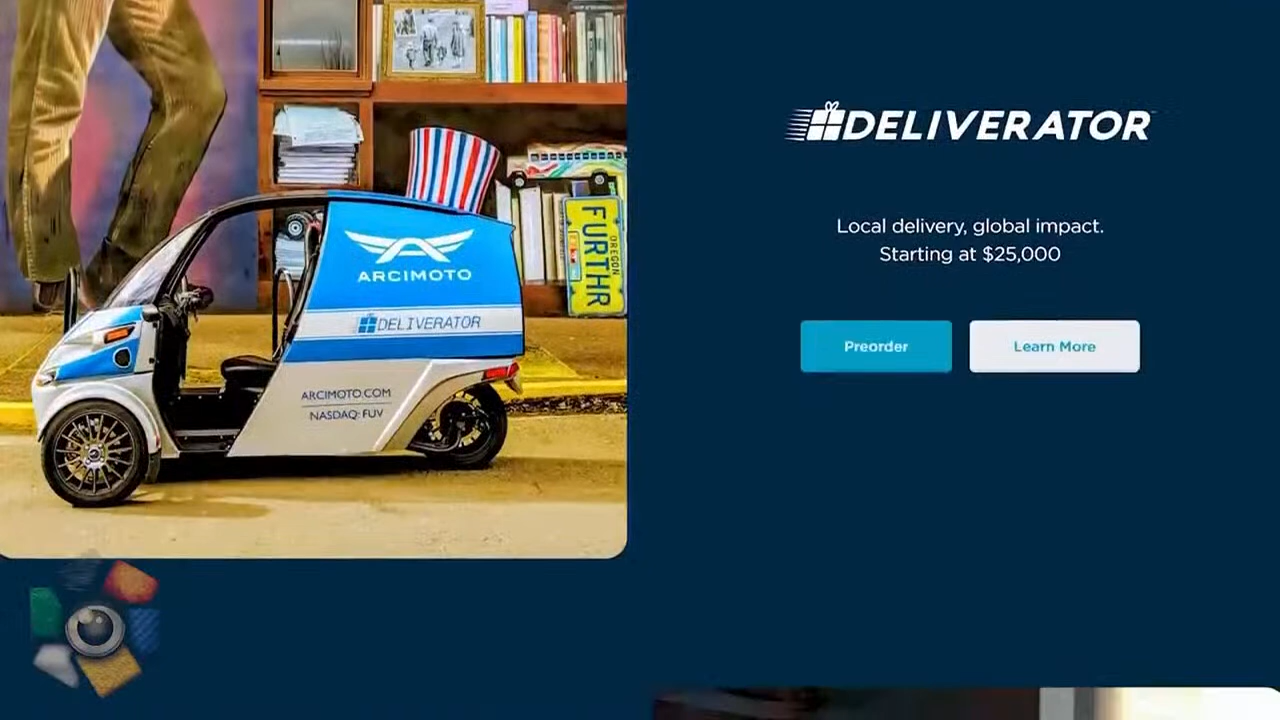 ARCIMOTO
DELIVERATOR
ARCIMOTO.COM
NASDAQ: FUV
OREGON
FURTHR
DELIVERATOR
Local delivery, global impact.
Starting at $25,000
Preorder
Learn More